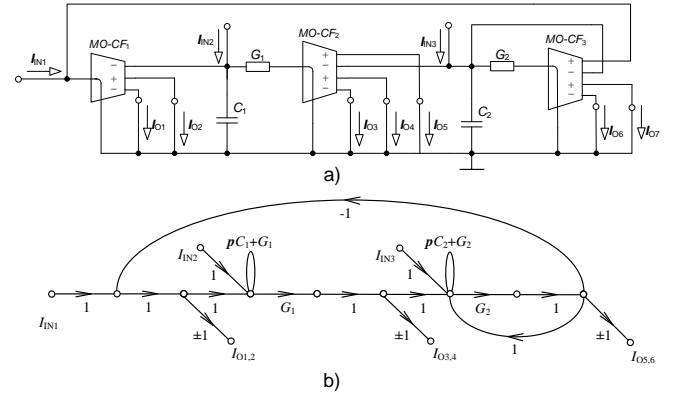 MO-CF1
MO-CF2
MO-CF3
IIN1
IIN2
IIN3
G1
G2
C1
C2
+
−
IO1
IO2
IO3
IO4
IO5
IO6
IO7
a)
-1
IIN2
pC1+G1
IIN3
pC2+G2
1
1
IIN1
1
1
1
G1
1
1
G2
1
±1
±1
1
±1
IO1,2
IO3,4
IO5,6
b)